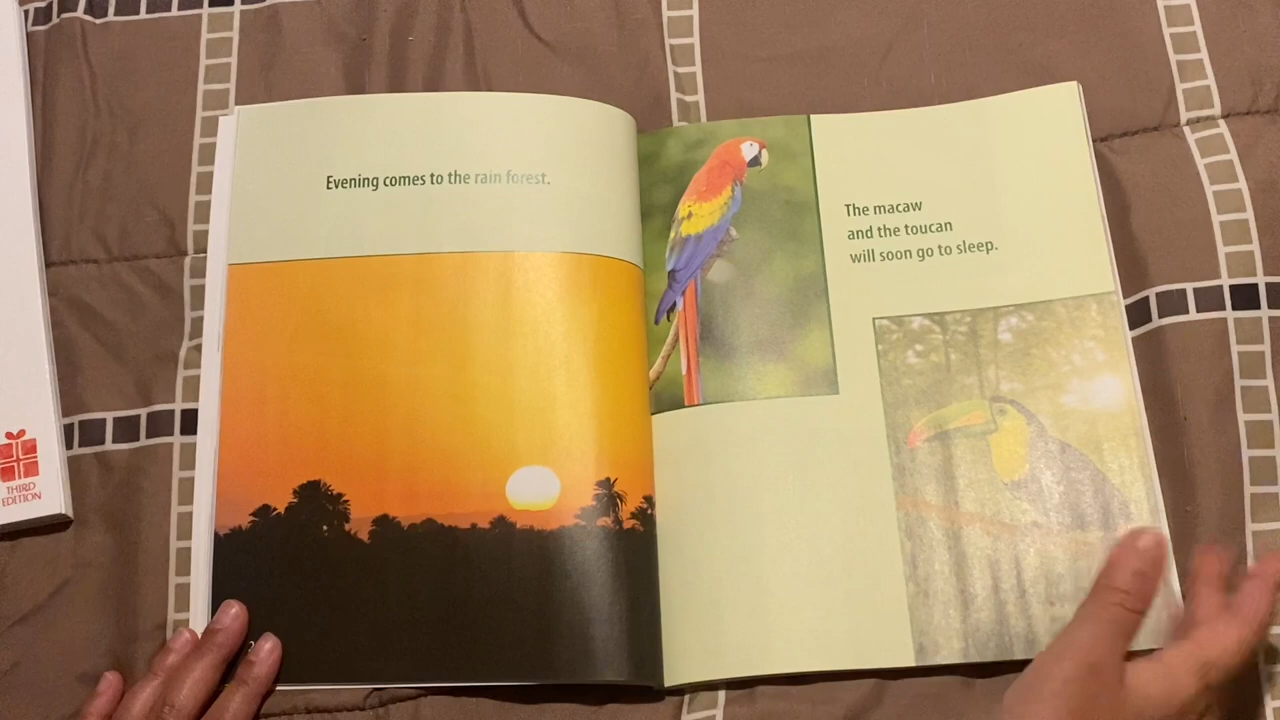 Evening comes to the rain forest.
The macaw
and the toucan
will soon go to sleep.
THIRD
EDITION